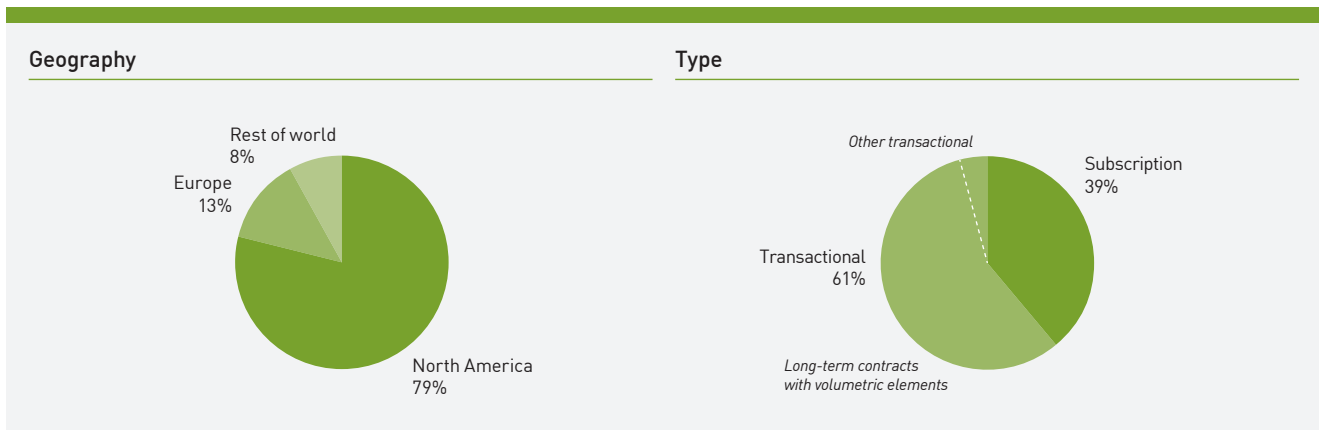 Geography
Rest of world
8%
Europe
13%
North America
79%
Type
Other transactional
Subscription
39%
Transactional
61%
Long-term contracts
with volumetric elements